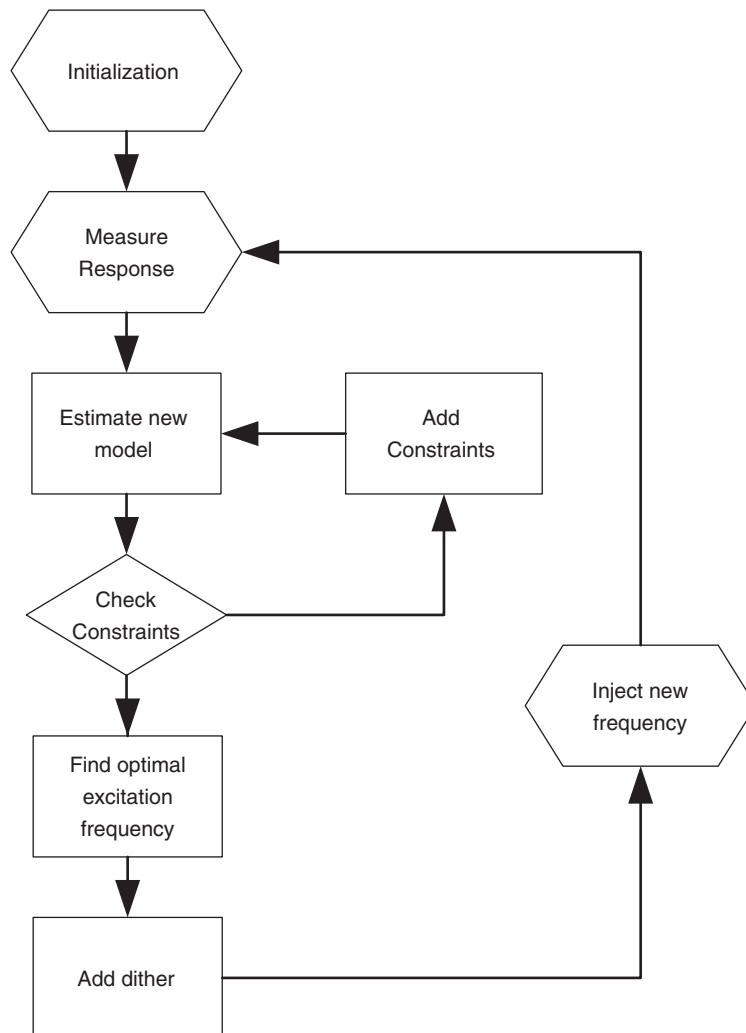 Initialization
Measure
Response
Estimate new
model
Add
Constraints
Check
Constraints
Inject new
frequency
Find optimal
excitation
frequency
Add dither